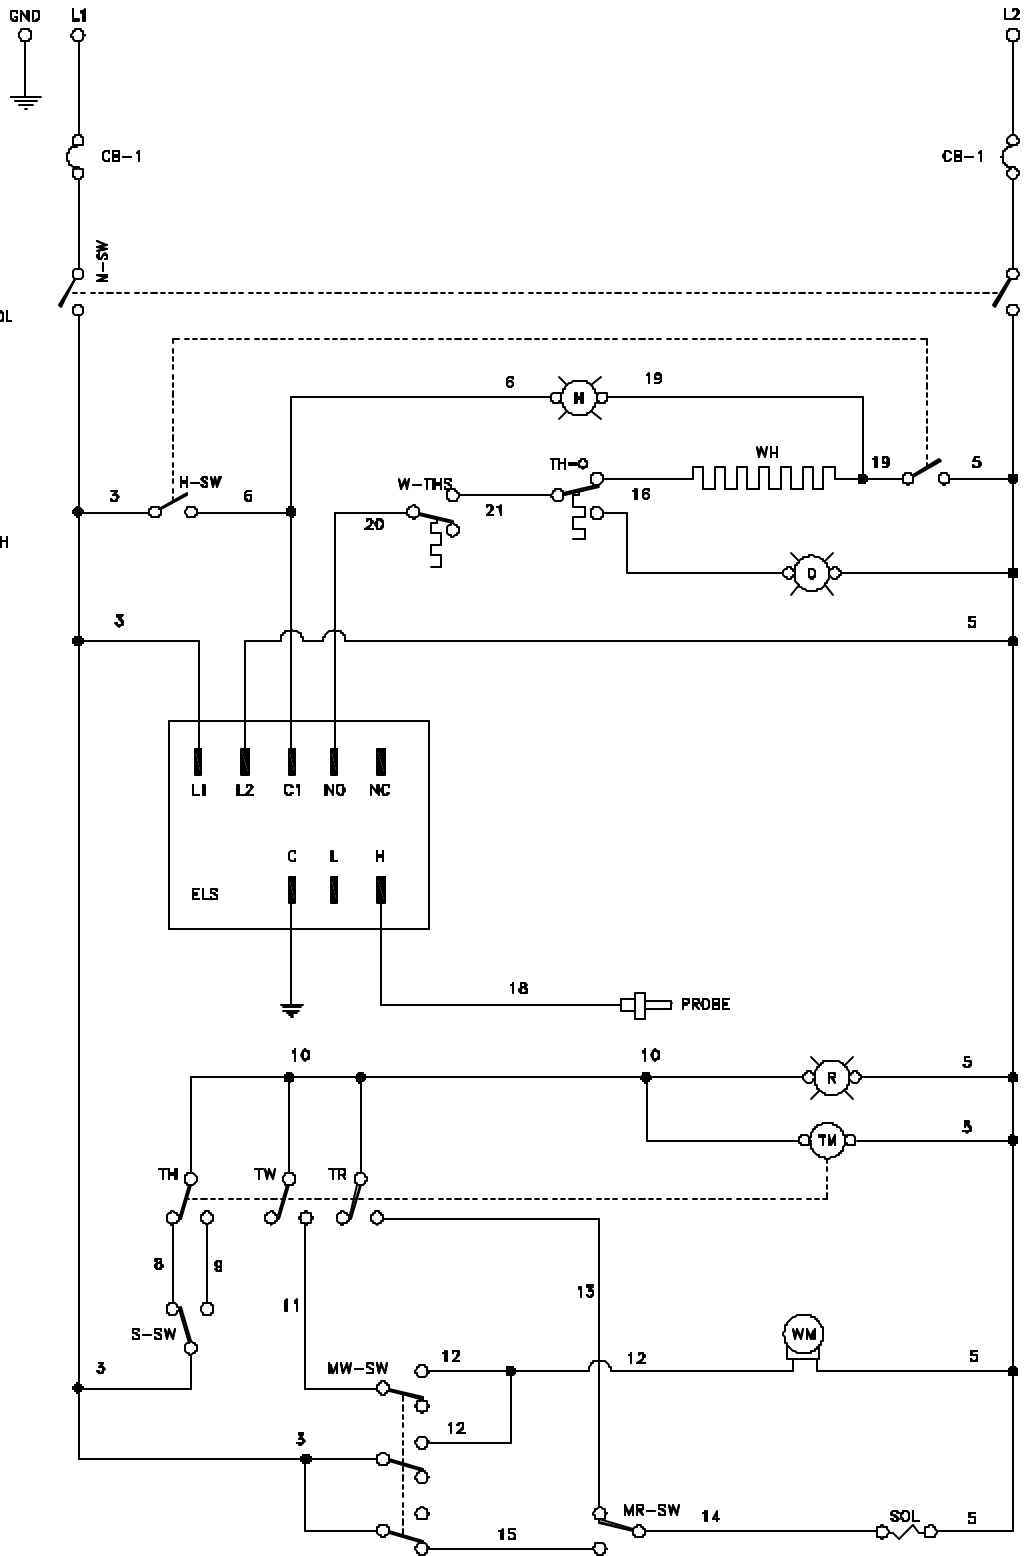 GND L1 L2
CB-1 CB-1
N-SW
OL
6 H 19
WH
TH-O
H-SW W-THS 19 5
3 6 16
20 21
H
O
3 5
L1 L2 C1 NO NC
C L H
ELS
18
PROBE
10 10 5
R
5
TM
TH TW TR
8 9
11 13
S-SW WM
3 MW-SW 12 12 5
12
3
MR-SW 14 SOL 5
15